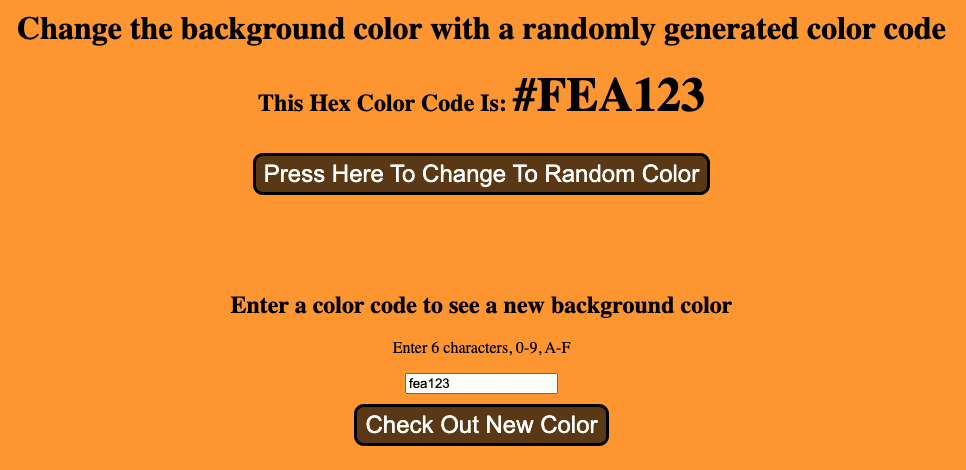 Change the background color with a randomly generated color code
This Hex Color Code Is: #FEA123
Press Here To Change To Random Color
Enter a color code to see a new background color
Enter 6 characters, 0-9, A-F
fea123
Check Out New Color